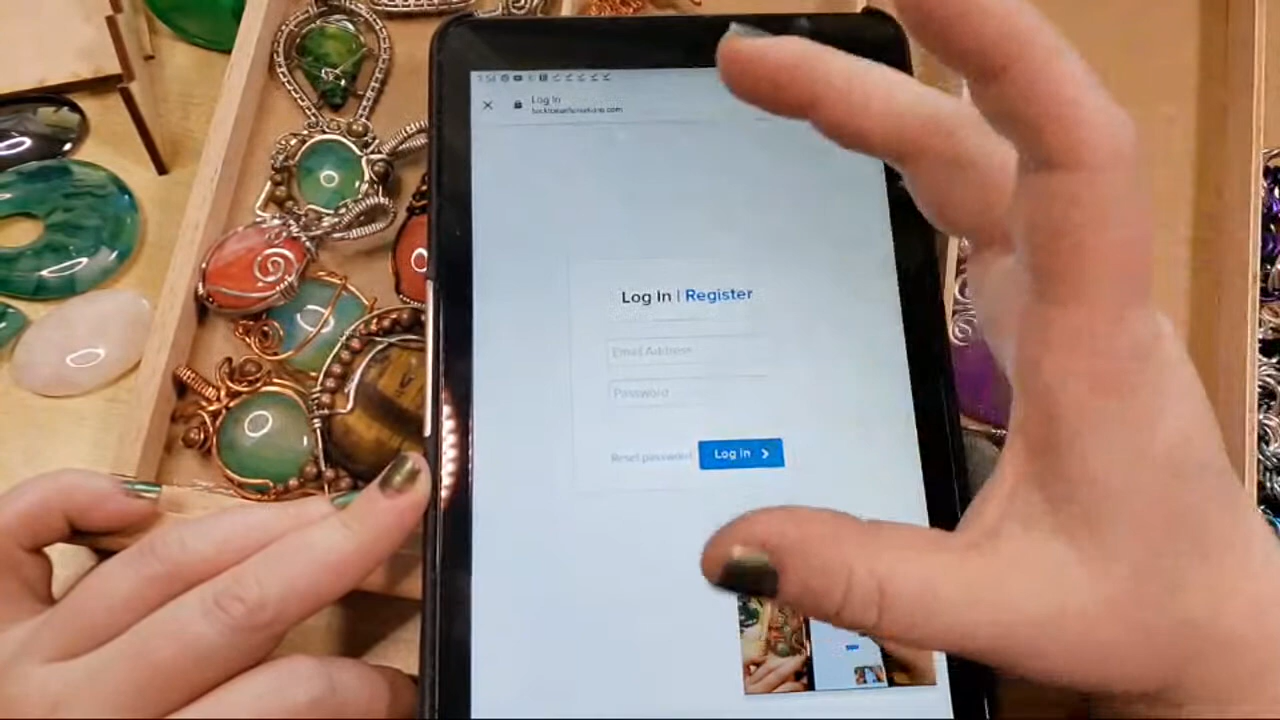 Log In
Log In | Register
Email Address
Password
Reset password
Log In